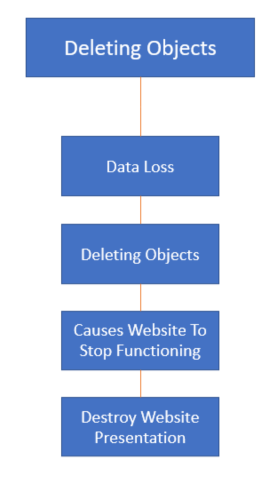 Deleting Objects
Data Loss
Deleting Objects
Causes Website To
Stop Functioning
Destroy Website
Presentation